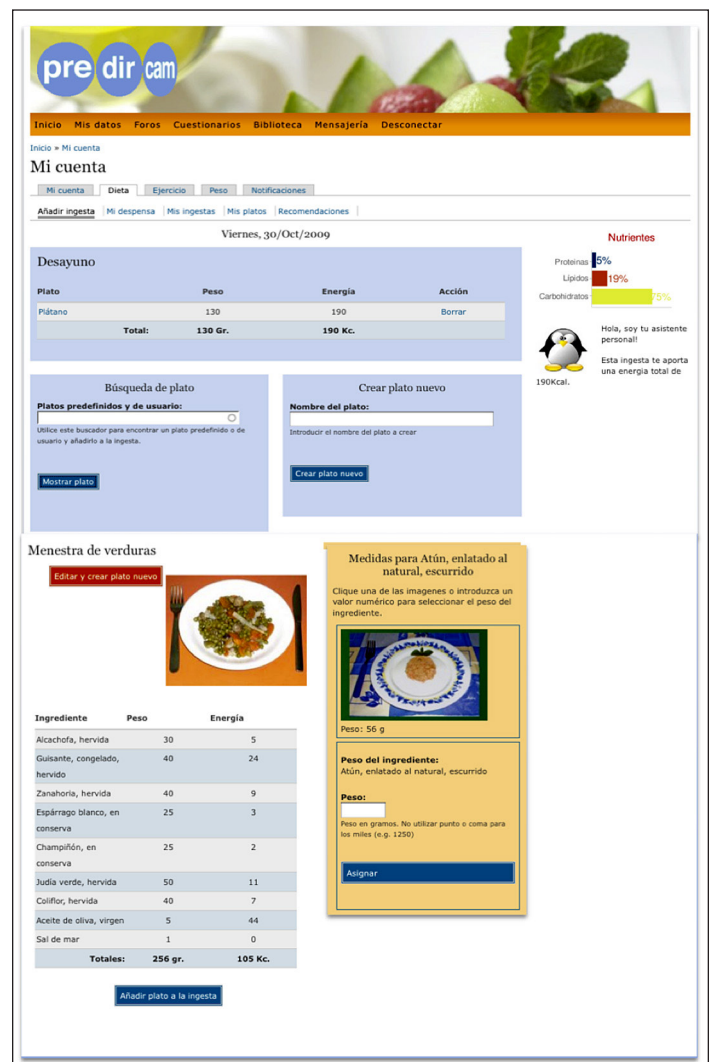 pre dir cam
Inicio Mis datos Foros Cuestionarios Biblioteca Mensajería Desconectar
Inicio » Mi cuenta
Mi cuenta
Mi cuenta Dieta Ejercicio Peso Notificaciones
Añadir ingesta Mi despensa Mis ingestas Mis platos Recomendaciones
Viernes, 30/Oct/2009
Desayuno
Plato Peso Energía Acción
Plátano 130 190 Borrar
Total: 130 Gr. 190 Kc.
Nutrientes
Proteinas 5%
Lípidos 19%
Carbohidratos 75%
Hola, soy tu asistente
personal!
Esta ingesta te aporta
una energia total de
190Kcal.
Búsqueda de plato
Platos predefinidos y de usuario:
Utilice este buscador para encontrar un plato predefinido o de
usuario y añadirlo a la ingesta.
Mostrar plato
Crear plato nuevo
Nombre del plato:
Introducir el nombre del plato a crear
Crear plato nuevo
Menestra de verduras
Editar y crear plato nuevo
Ingrediente Peso Energía
Alcachofa, hervida 30 5
Guisante, congelado, 40 24
hervido
Zanahoria, hervida 40 9
Espárrago blanco, en 25 3
conserva
Champiñón, en 25 2
conserva
Judía verde, hervida 50 11
Coliflor, hervida 40 7
Aceite de oliva, virgen 5 44
Sal de mar 1 0
Totales: 256 gr. 105 Kc.
Añadir plato a la ingesta
Medidas para Atún, enlatado al
natural, escurrido
Clique una de las imagenes o introduzca un
valor numérico para seleccionar el peso del
ingrediente.
Peso: 56 g
Peso del ingrediente:
Atún, enlatado al natural, escurrido
Peso:
Peso en gramos. No utilizar punto o coma para
los miles (e.g. 1250)
Asignar